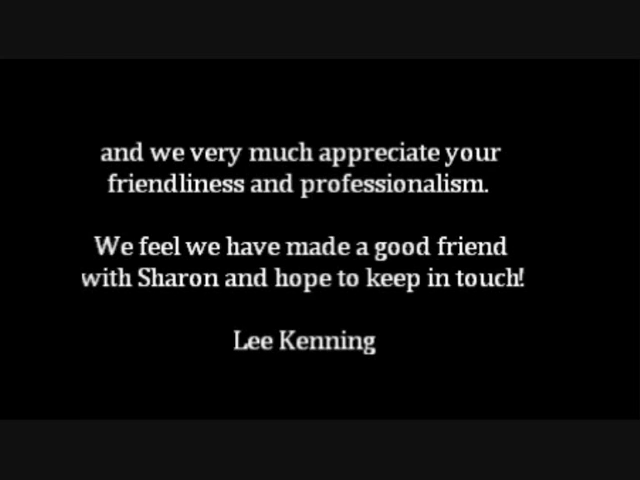 and we very much appreciate your
friendliness and professionalism.
We feel we have made a good friend
with Sharon and hope to keep in touch!
Lee Kenning